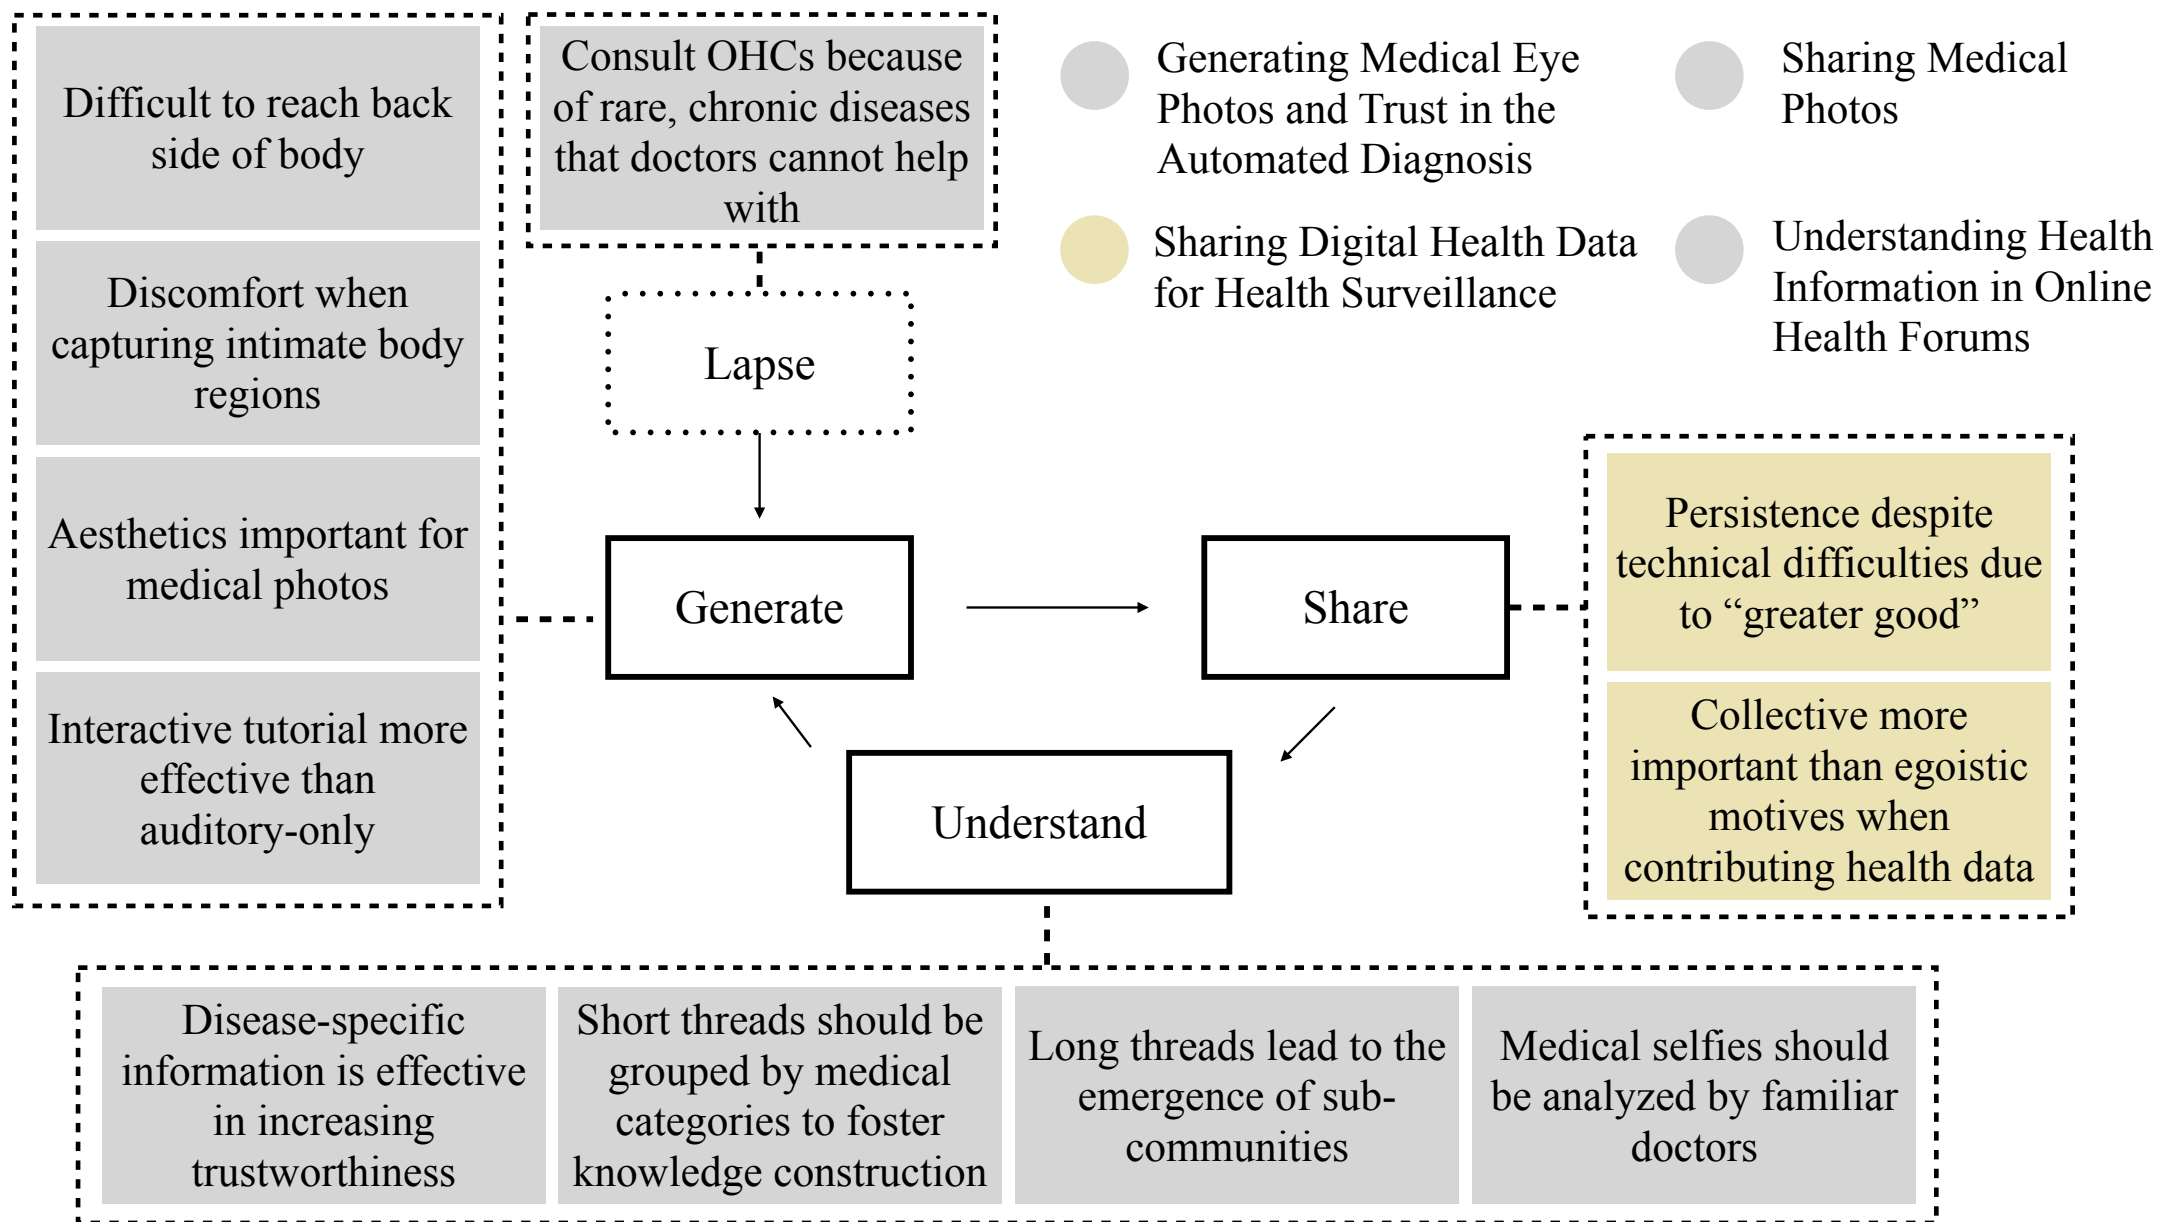 Difficult to reach back
side of body
Discomfort when
capturing intimate body
regions
Aesthetics important for
medical photos
Interactive tutorial more
effective than
auditory-only
Consult OHCs because
of rare, chronic diseases
that doctors cannot help
with
Lapse
Generating Medical Eye
Photos and Trust in the
Automated Diagnosis
Sharing Medical
Photos
Sharing Digital Health Data
for Health Surveillance
Understanding Health
Information in Online
Health Forums
Generate
Share
Understand
Persistence despite
technical difficulties due
to “greater good”
Collective more
important than egoistic
motives when
contributing health data
Disease-specific
information is effective
in increasing
trustworthiness
Short threads should be
grouped by medical
categories to foster
knowledge construction
Long threads lead to the
emergence of sub-
communities
Medical selfies should
be analyzed by familiar
doctors